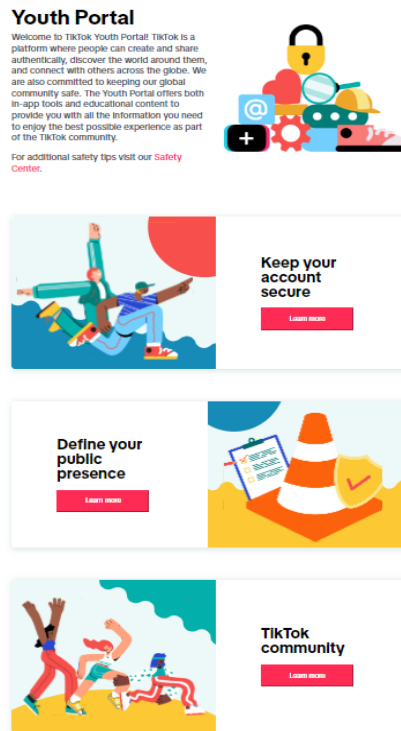 Youth Portal
Welcome to TikTok Youth Portal! TikTok is a
platform where people can create and share
authentically, discover the world around them,
and connect with others across the globe. We
are also committed to keeping our global
community safe. The Youth Portal offers both
in-app tools and educational content to
provide you with all the information you need
to enjoy the best possible experience as part
of the TikTok community.
For additional safety tips visit our Safety
Center.
@
+
Keep your
account
secure
Learn more
Define your
public
presence
Learn more
TikTok
community
Learn more